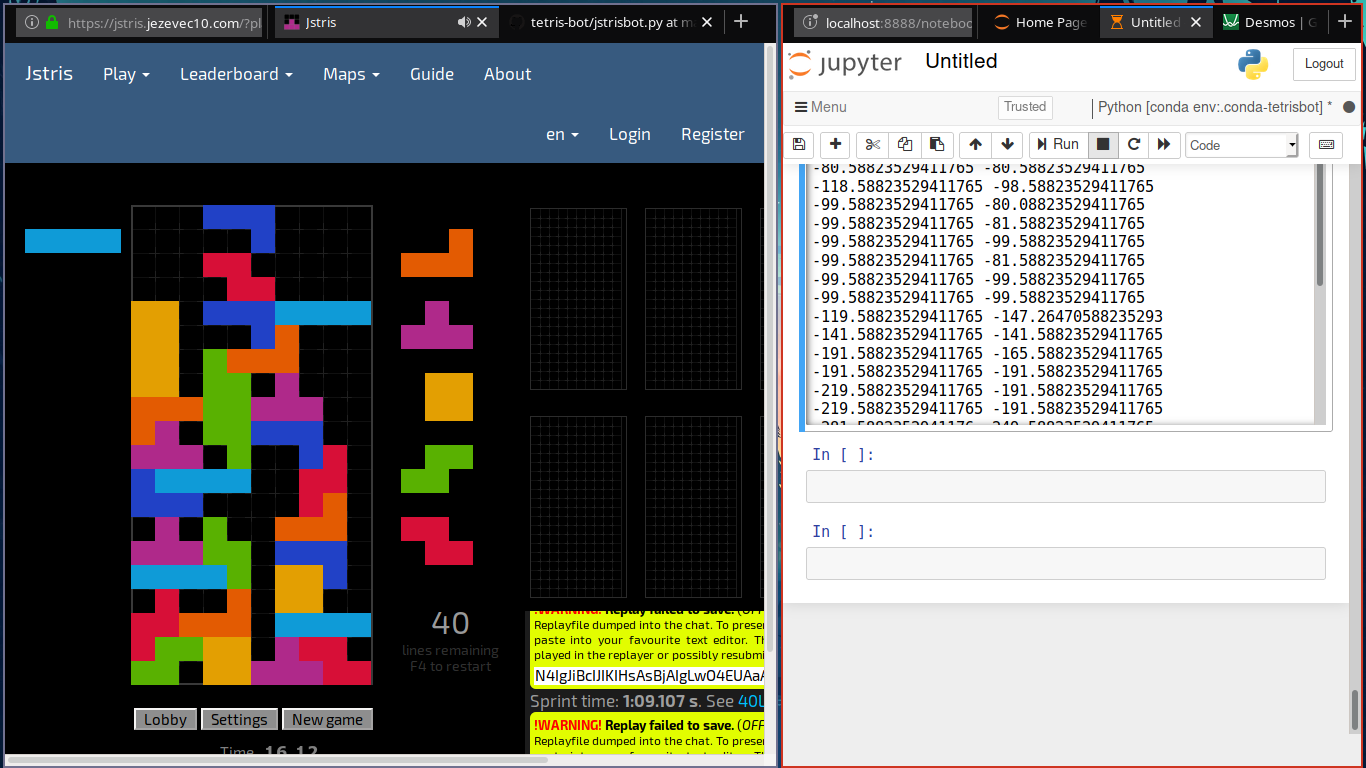 https://jstris.jezevec10.com/?pl
Jstris
tetris-bot/jstrisbot.py at ma
localhost:8888/noteboo
Home Page
Untitled
Desmos | G
Jstris
Play
Leaderboard
Maps
Guide
About
en
Login
Register
40
lines remaining
F4 to restart
!WARNING! Replay failed to save. (OFF
Replayfile dumped into the chat. To preser
paste into your favourite text editor. Th
played in the replayer or possibly resubmi
Sprint time: 1:09.107 s. See 40L
!WARNING! Replay failed to save. (OFF
Replayfile dumped into the chat. To preser
Lobby
Settings
New game
Time 16.12
jupyter
Untitled
Logout
Menu
Trusted
Python [conda env:.conda-tetrisbot] *
Run
Code
-80.58823529411765 -80.58823529411765
-118.58823529411765 -98.58823529411765
-99.58823529411765 -80.08823529411765
-99.58823529411765 -81.58823529411765
-99.58823529411765 -99.58823529411765
-99.58823529411765 -81.58823529411765
-99.58823529411765 -99.58823529411765
-99.58823529411765 -99.58823529411765
-119.58823529411765 -147.26470588235293
-141.58823529411765 -141.58823529411765
-191.58823529411765 -165.58823529411765
-191.58823529411765 -191.58823529411765
-219.58823529411765 -191.58823529411765
-219.58823529411765 -191.58823529411765
In [ ]:
In [ ]: